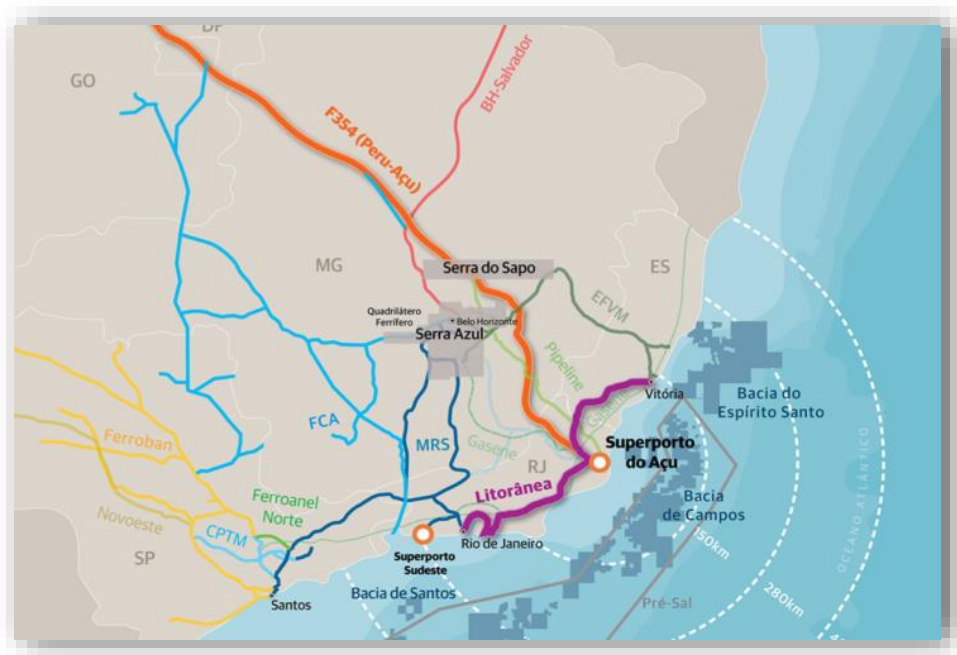 DF
GO
BH-Salvador
F354 (Peru-Açu)
MG
Serra do Sapo
ES
Quadrilátero
Ferrífero
Belo Horizonte
EFVM
Serra Azul
Pipeline
Vitória
Bacia do
Espírito Santo
FCA
Ferroban
MRS
Gasene
RJ
Superporto
do Açu
OCEANO ATLÂNTICO
Litorânea
Bacia
de Campos
Ferroanel
Norte
Novoeste
CPTM
150km
SP
Rio de Janeiro
Superporto
Sudeste
Santos
Bacia de Santos
Pré-Sal
280km